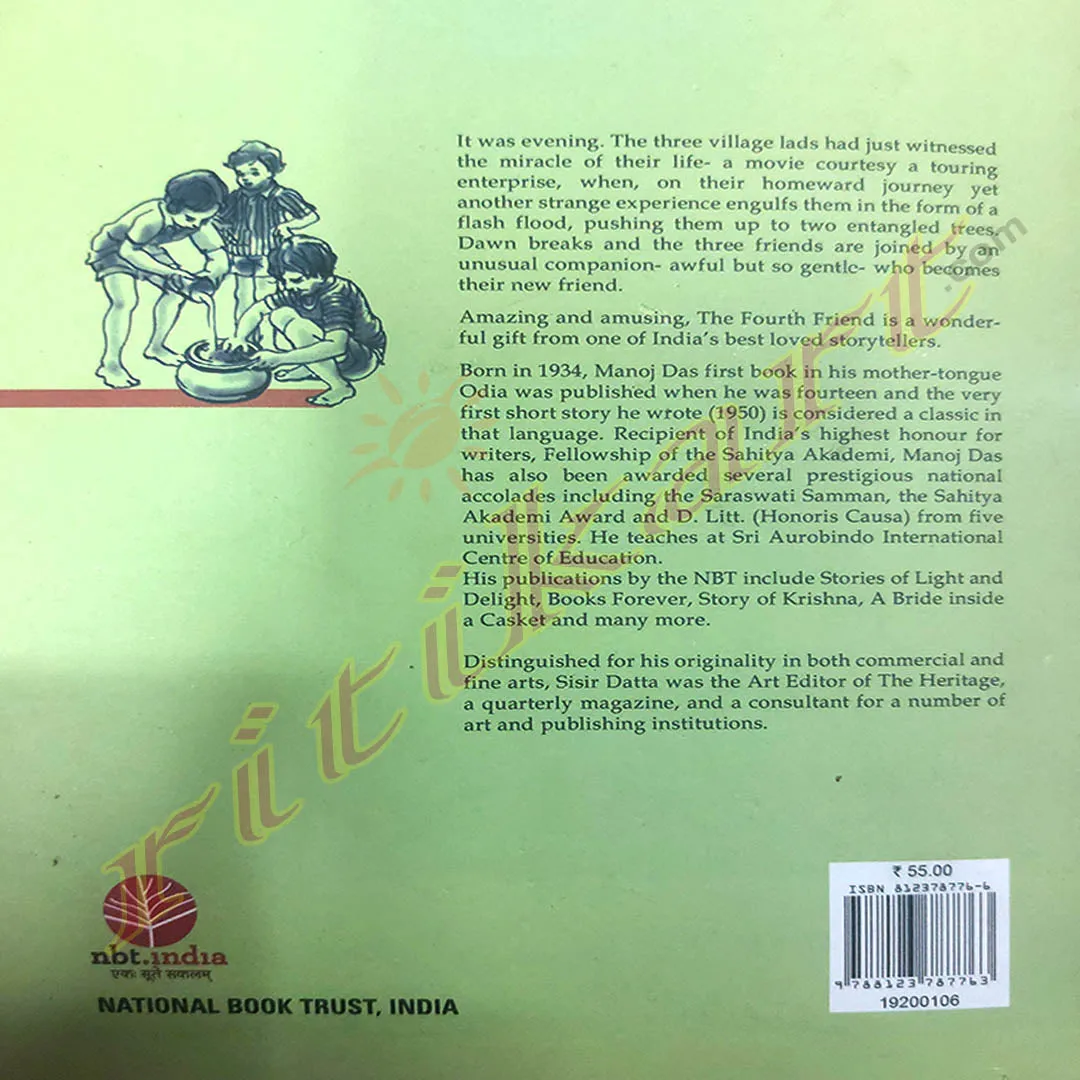 It was evening. The three village lads had just witnessed
the miracle of their life- a movie courtesy a touring
enterprise, when, on their homeward journey yet
another strange experience engulfs them in the form of a
flash flood, pushing them up to two entangled trees.
Dawn breaks and the three friends are joined by an
unusual companion- awful but so gentle- who becomes
their new friend.
Amazing and amusing, The Fourth Friend is a wonder-
ful gift from one of India's best loved storytellers.
Born in 1934, Manoj Das first book in his mother-tongue
Odia was published when he was fourteen and the very
first short story he wrote (1950) is considered a classic in
that language. Recipient of India's highest honour for
writers, Fellowship of the Sahitya Akademi, Manoj Das
has also been awarded several prestigious national
accolades including the Saraswati Samman, the Sahitya
Akademi Award and D. Litt. (Honoris Causa) from five
universities. He teaches at Sri Aurobindo International
Centre of Education.
His publications by the NBT include Stories of Light and
Delight, Books Forever, Story of Krishna, A Bride inside
a Casket and many more.
Distinguished for his originality in both commercial and
fine arts, Sisir Datta was the Art Editor of The Heritage,
a quarterly magazine, and a consultant for a number of
art and publishing institutions.
ritikart.com
nbt.india
एकः सूते सकलम्
NATIONAL BOOK TRUST, INDIA
₹ 55.00
ISBN 812378776-6
9 788123 787763
19200106